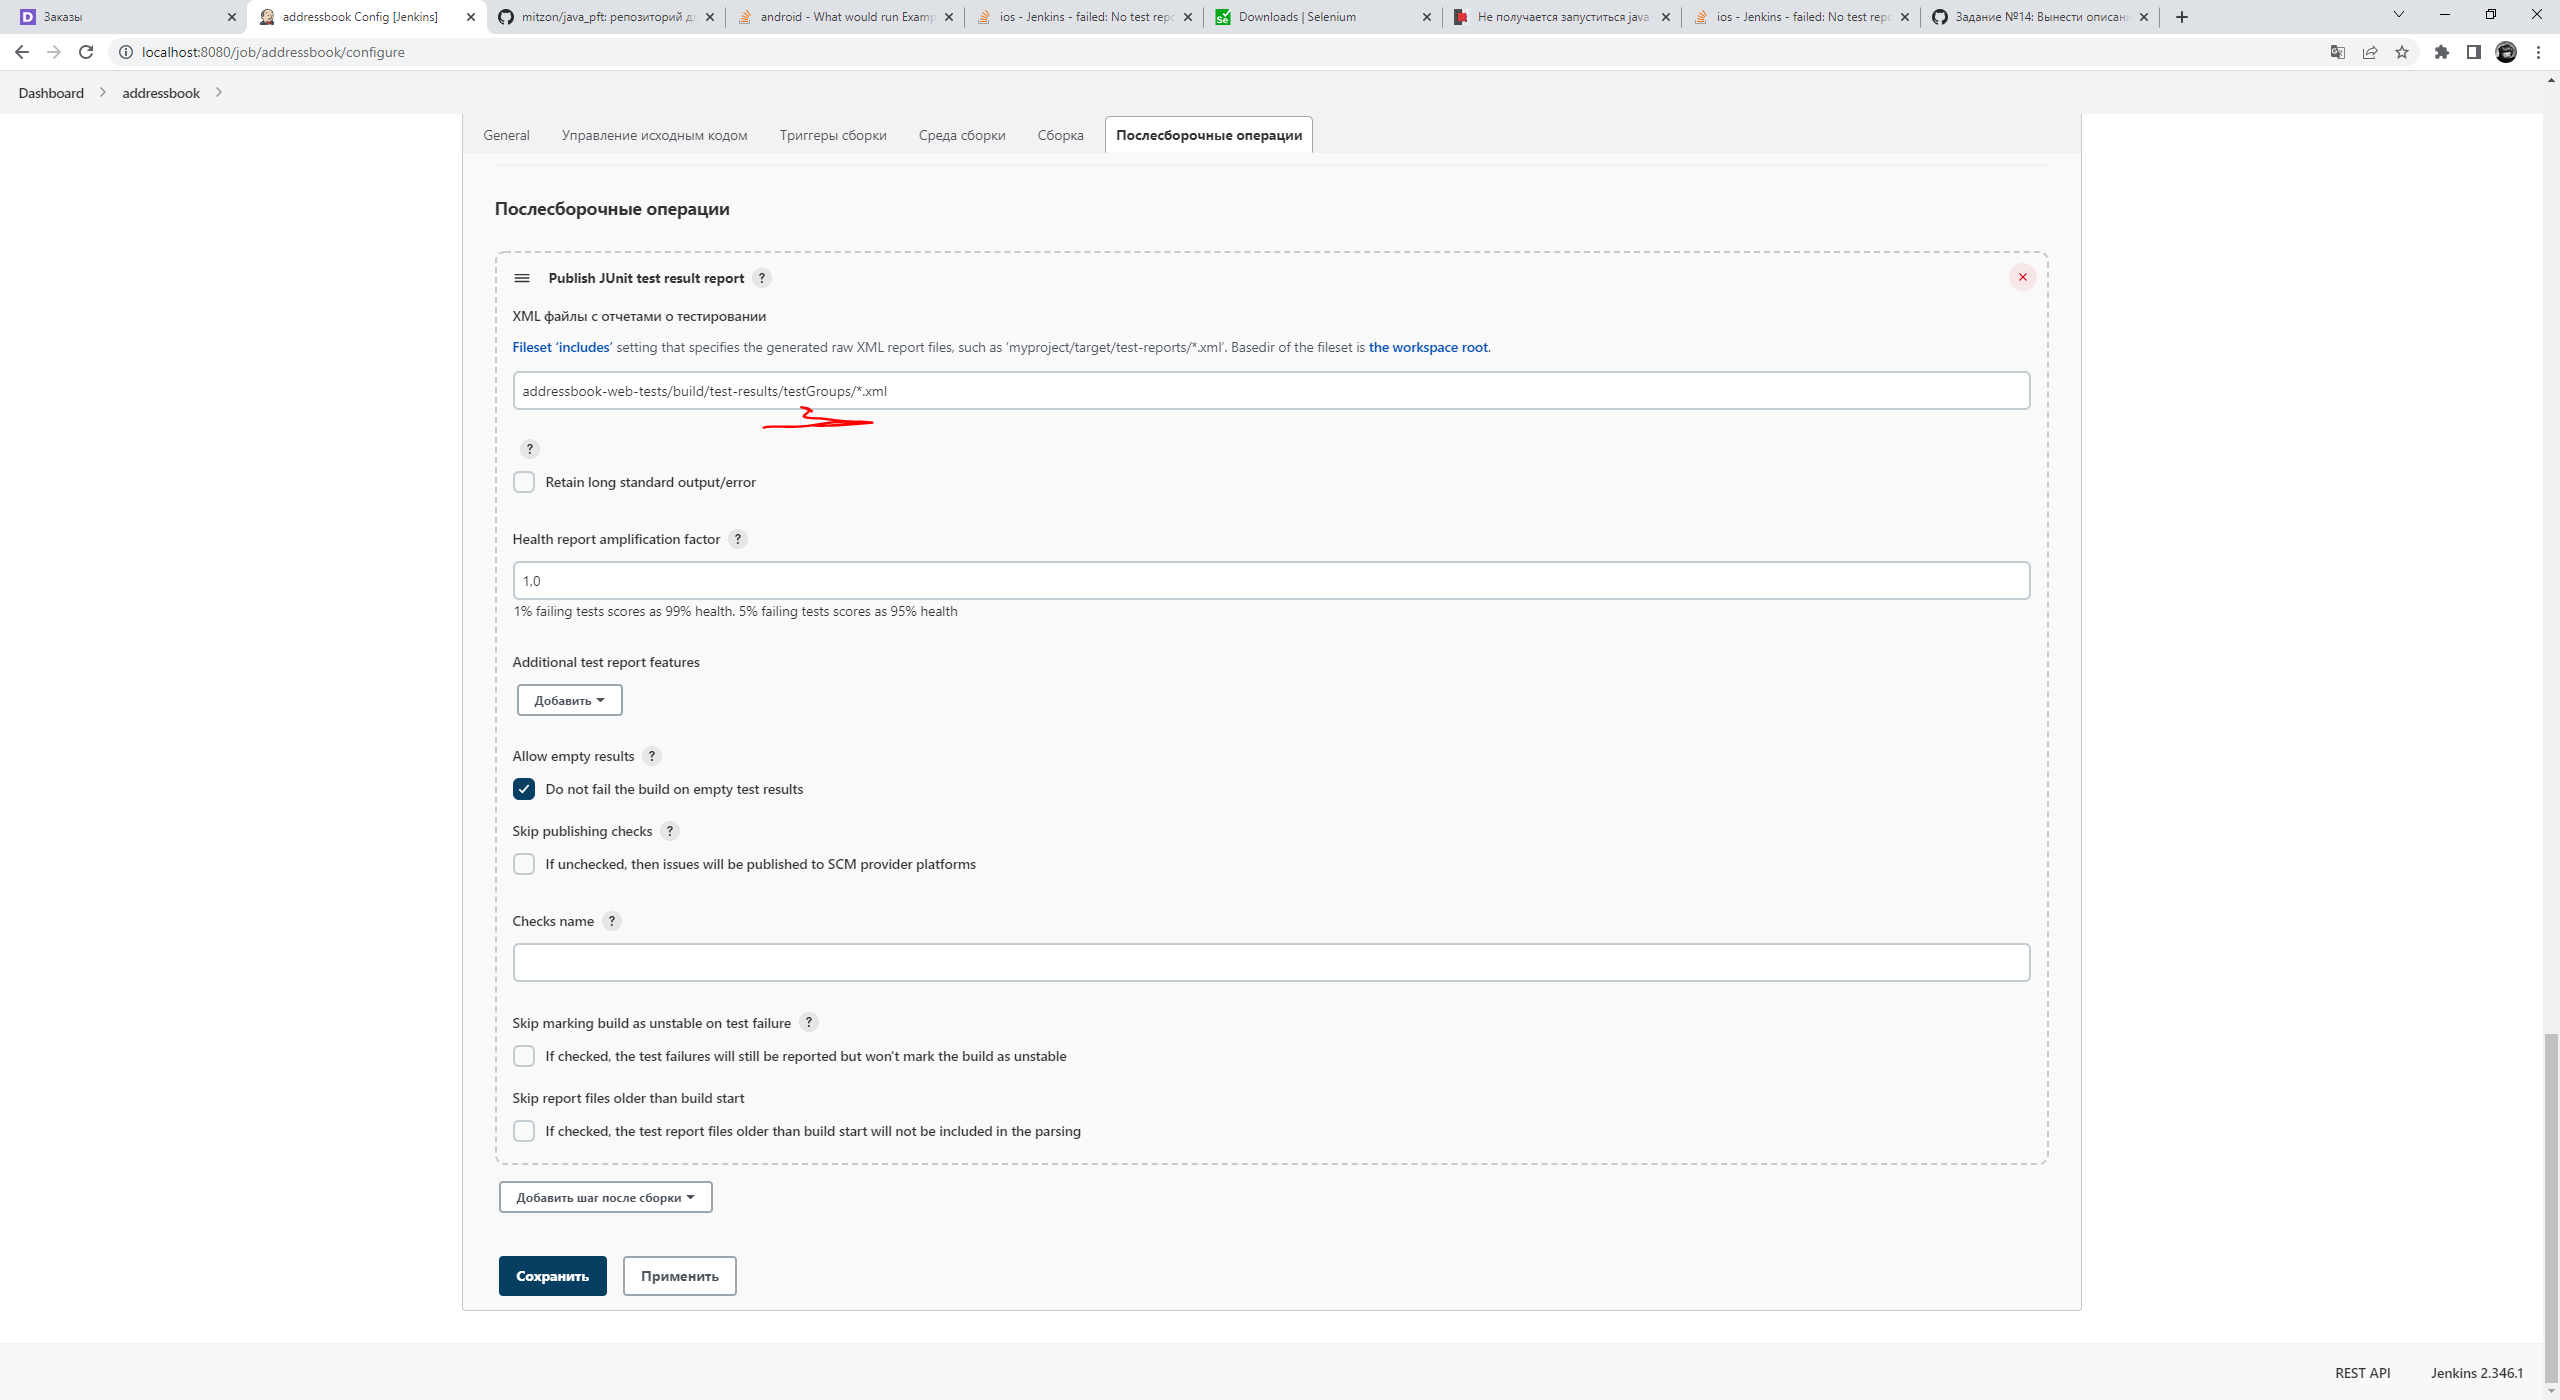 Заказы
addressbook Config [Jenkins]
mitzon/java_pft: репозиторий дл
android - What would run Examp
ios - Jenkins - failed: No test repo
Downloads | Selenium
Не получается запуститься java-
ios - Jenkins - failed: No test repo
Задание №14: Вынести описани
localhost:8080/job/addressbook/configure
Dashboard
addressbook
General
Управление исходным кодом
Триггеры сборки
Среда сборки
Сборка
Послесборочные операции
Послесборочные операции
Publish JUnit test result report ?
XML файлы с отчетами о тестировании
Fileset ‘includes’ setting that specifies the generated raw XML report files, such as ‘myproject/target/test-reports/*.xml’. Basedir of the fileset is the workspace root.
addressbook-web-tests/build/test-results/testGroups/*.xml
?
Retain long standard output/error
Health report amplification factor ?
1,0
1% failing tests scores as 99% health. 5% failing tests scores as 95% health
Additional test report features
Добавить
Allow empty results ?
Do not fail the build on empty test results
Skip publishing checks ?
If unchecked, then issues will be published to SCM provider platforms
Checks name ?
Skip marking build as unstable on test failure ?
If checked, the test failures will still be reported but won't mark the build as unstable
Skip report files older than build start
If checked, the test report files older than build start will not be included in the parsing
Добавить шаг после сборки
Сохранить
Применить
REST API
Jenkins 2.346.1